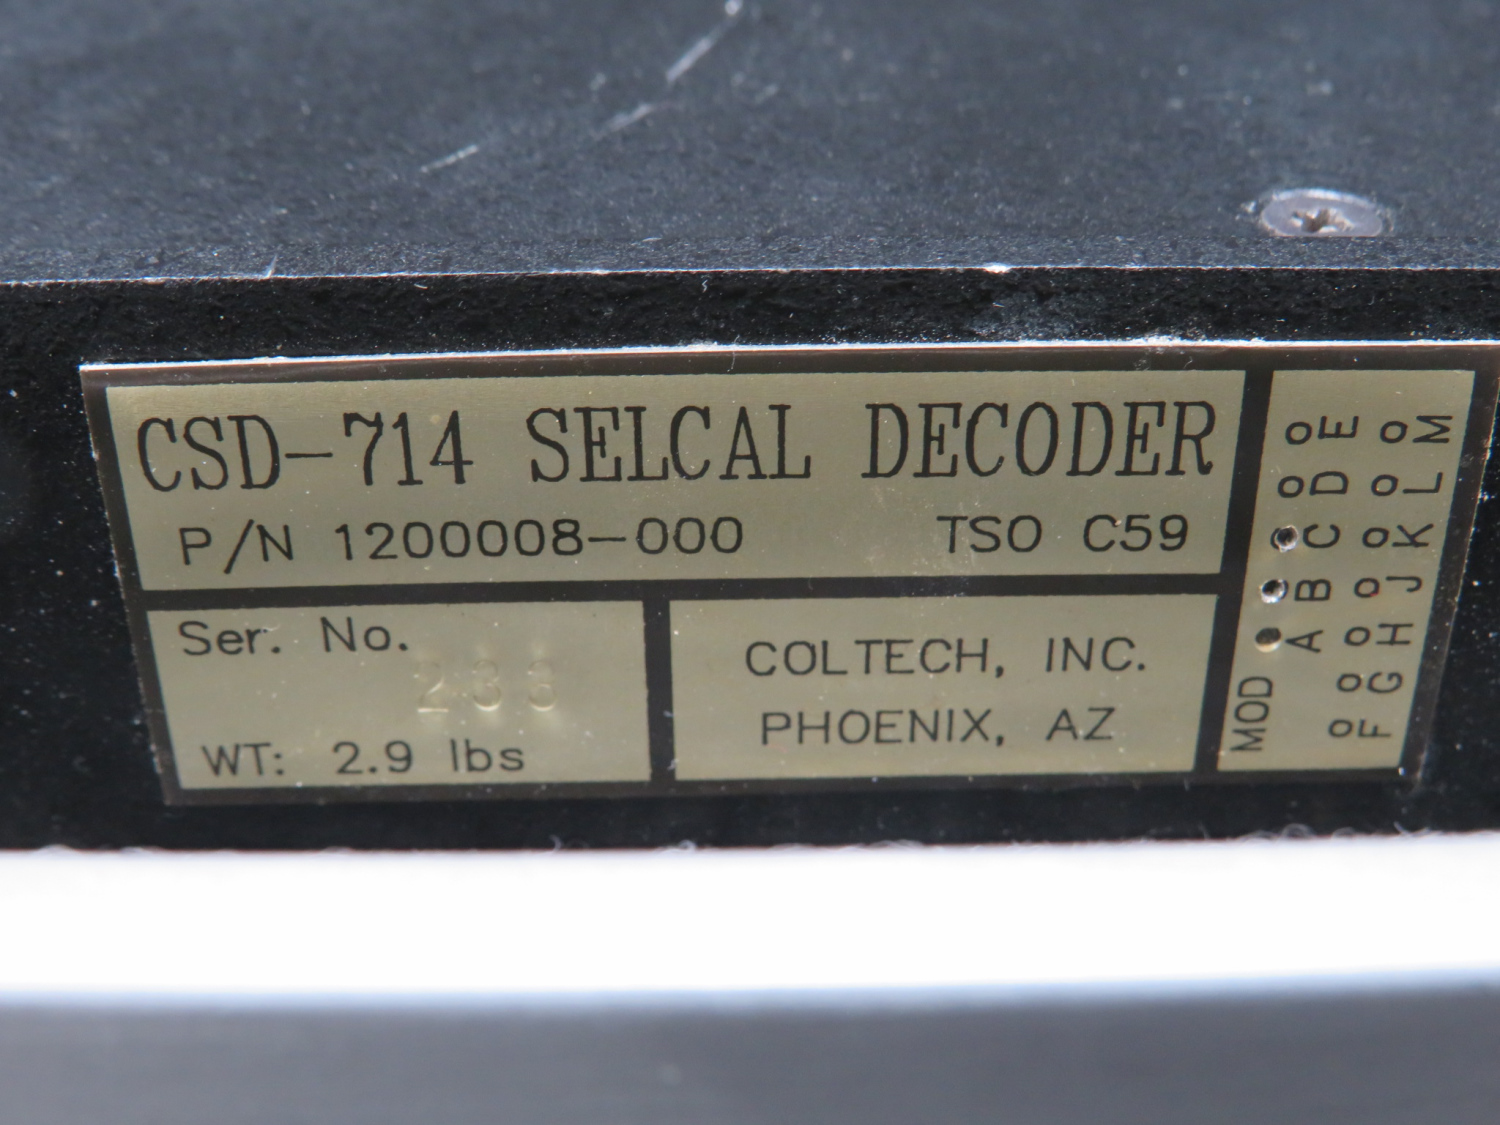 CSD-714 SELCAL DECODER
P/N 1200008-000 TSO C59
Ser. No.
233
WT: 2.9 lbs
COLTECH, INC.
PHOENIX, AZ
MOD A B C D E
F G H J K L M